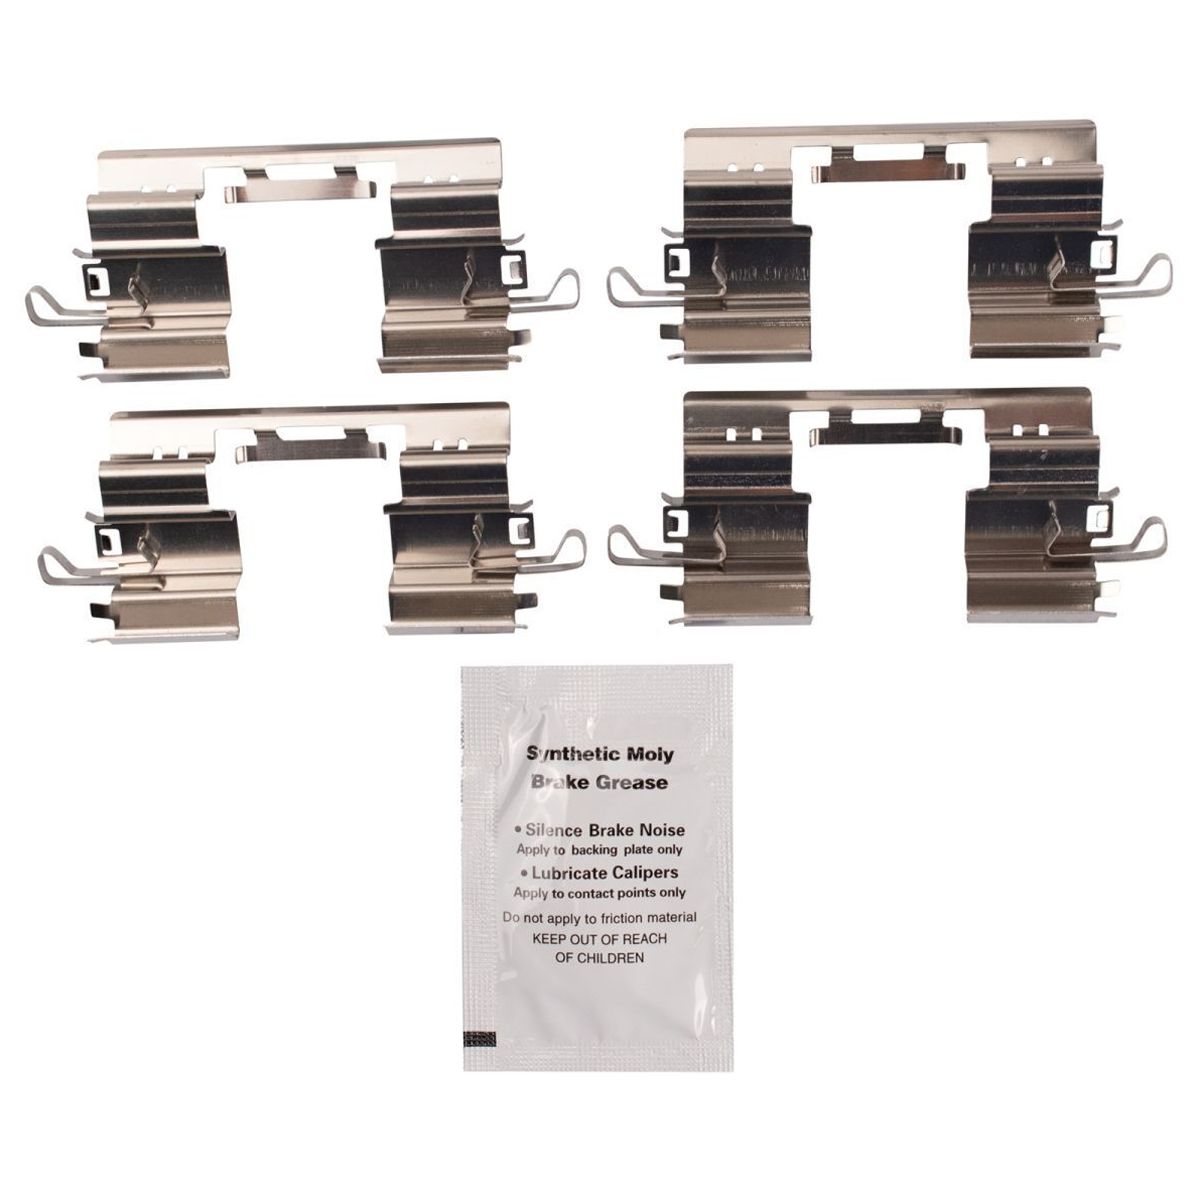 Synthetic Moly
Brake Grease
• Silence Brake Noise
Apply to backing plate only
• Lubricate Calipers
Apply to contact points only
Do not apply to friction material
KEEP OUT OF REACH
OF CHILDREN